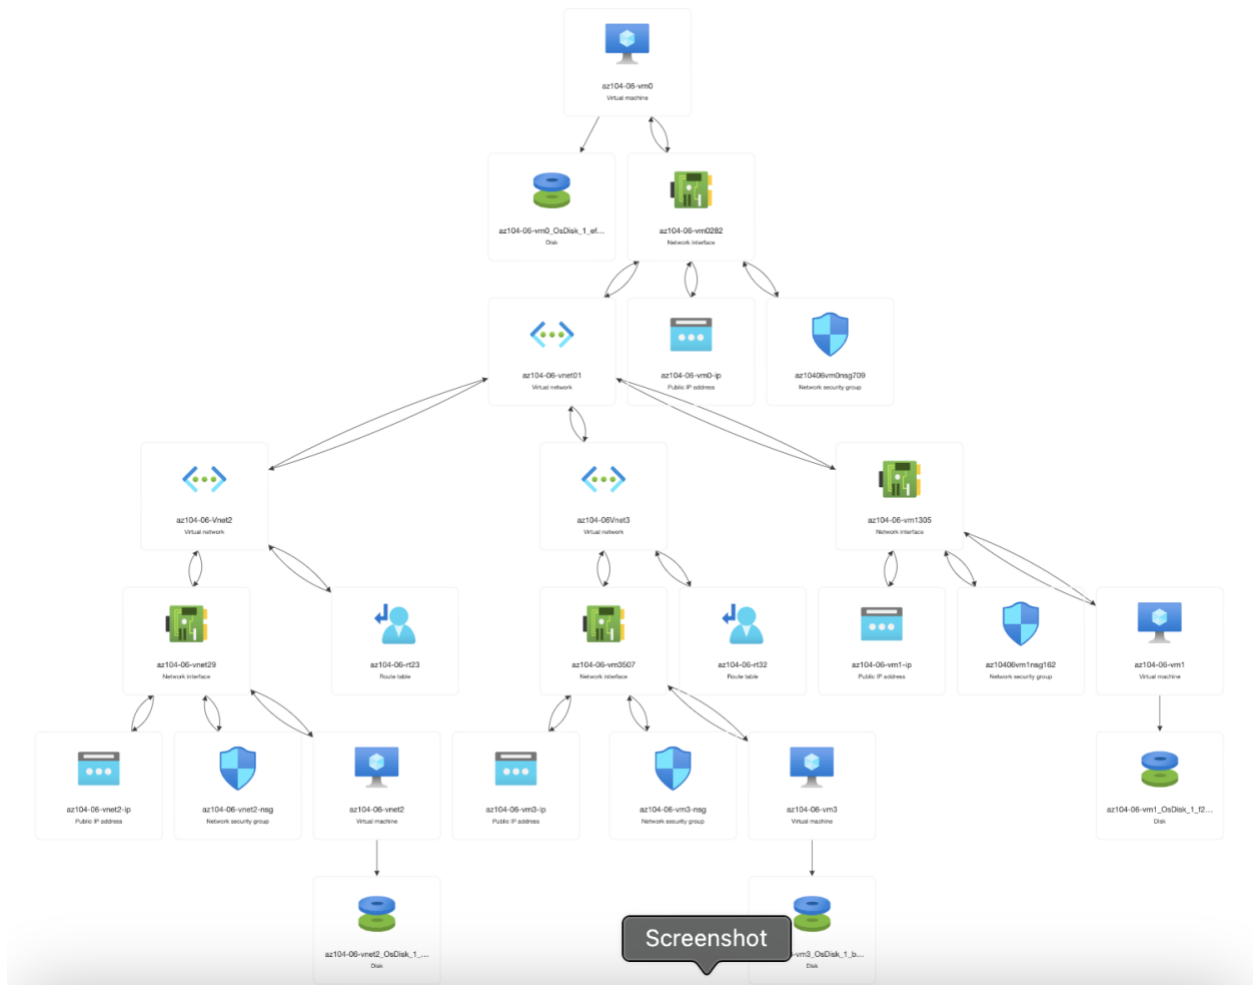 az104-06-vm0
Virtual machine
az104-06-vm0_OsDisk_1_ef...
Disk
az104-06-vm0282
Network interface
az104-06-vnet01
Virtual network
az104-06-vm0-ip
Public IP address
az10406vm0nsg709
Network security group
az104-06-Vnet2
Virtual network
az104-06Vnet3
Virtual network
az104-06-vm1305
Network interface
az104-06-vnet29
Network interface
az104-06-rt23
Route table
az104-06-vm3507
Network interface
az104-06-rt32
Route table
az104-06-vm1-ip
Public IP address
az10406vm1nsg162
Network security group
az104-06-vm1
Virtual machine
az104-06-vnet2-ip
Public IP address
az104-06-vnet2-nsg
Network security group
az104-06-vnet2
Virtual machine
az104-06-vm3-ip
Public IP address
az104-06-vm3-nsg
Network security group
az104-06-vm3
Virtual machine
az104-06-vm1_OsDisk_1_f2...
Disk
az104-06-vnet2_OsDisk_1_...
Disk
Screenshot
-vm3_OsDisk_1_b...
Disk